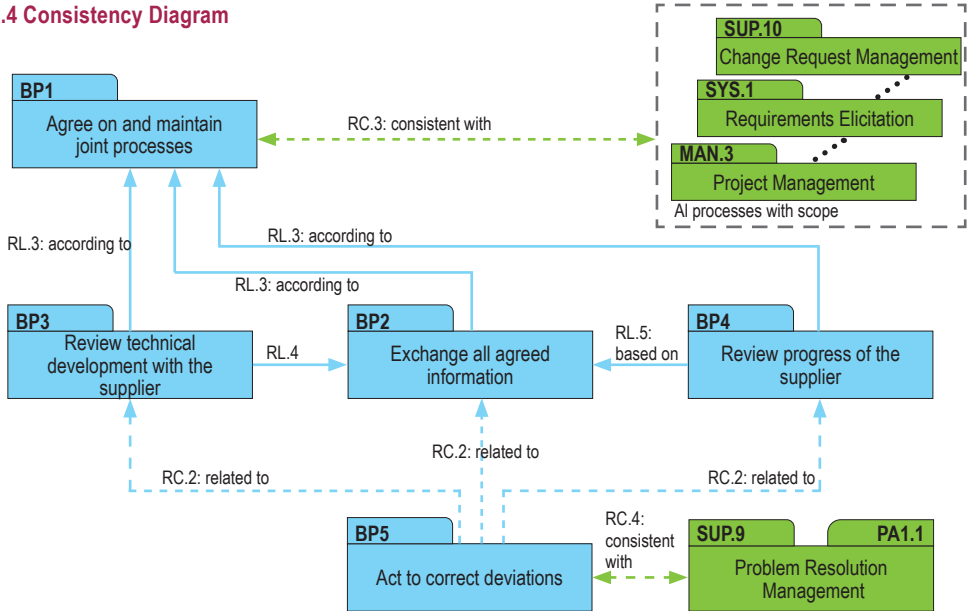 .4 Consistency Diagram
SUP.10
Change Request Management
SYS.1
Requirements Elicitation
MAN.3
Project Management
AI processes with scope
BP1
Agree on and maintain
joint processes
RC.3: consistent with
RL.3: according to
RL.3: according to
RL.3: according to
BP3
Review technical
development with the
supplier
RL.4
BP2
Exchange all agreed
information
RL.5:
based on
BP4
Review progress of the
supplier
RC.2: related to
RC.2: related to
RC.2: related to
BP5
Act to correct deviations
RC.4:
consistent
with
SUP.9
PA1.1
Problem Resolution
Management